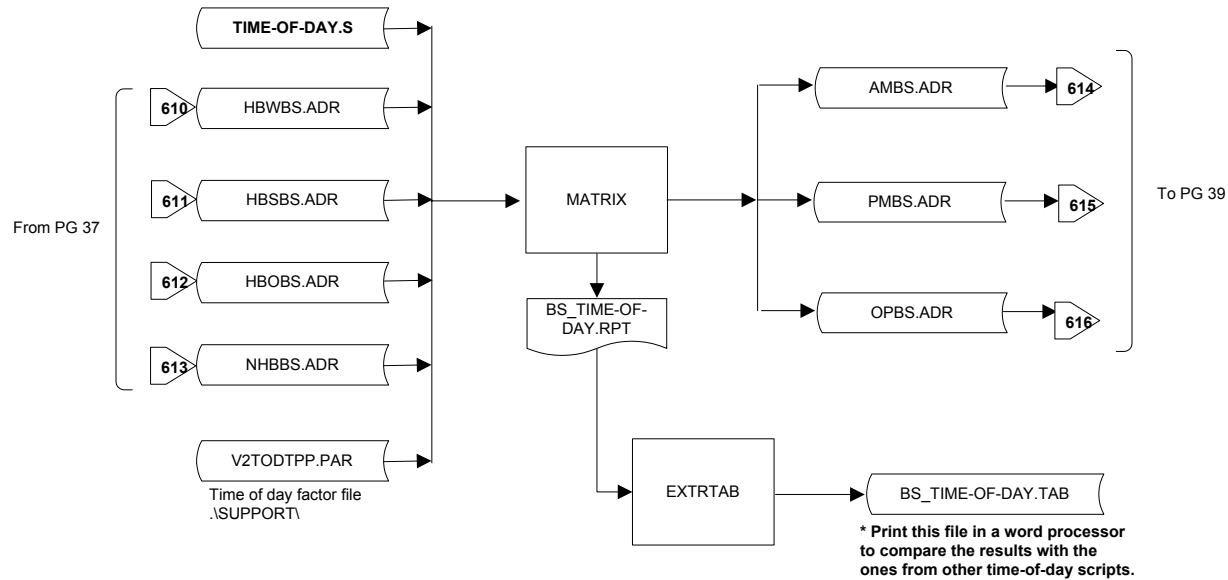 TIME-OF-DAY.S
From PG 37
610
HBWBS.ADR
611
HBSBS.ADR
612
HBOBS.ADR
613
NHBBS.ADR
V2TODTPP.PAR
Time of day factor file
.\SUPPORT\
MATRIX
BS_TIME-OF-
DAY.RPT
EXTRTAB
AMBS.ADR
614
PMBS.ADR
615
OPBS.ADR
616
To PG 39
BS_TIME-OF-DAY.TAB
* Print this file in a word processor
to compare the results with the
ones from other time-of-day scripts.